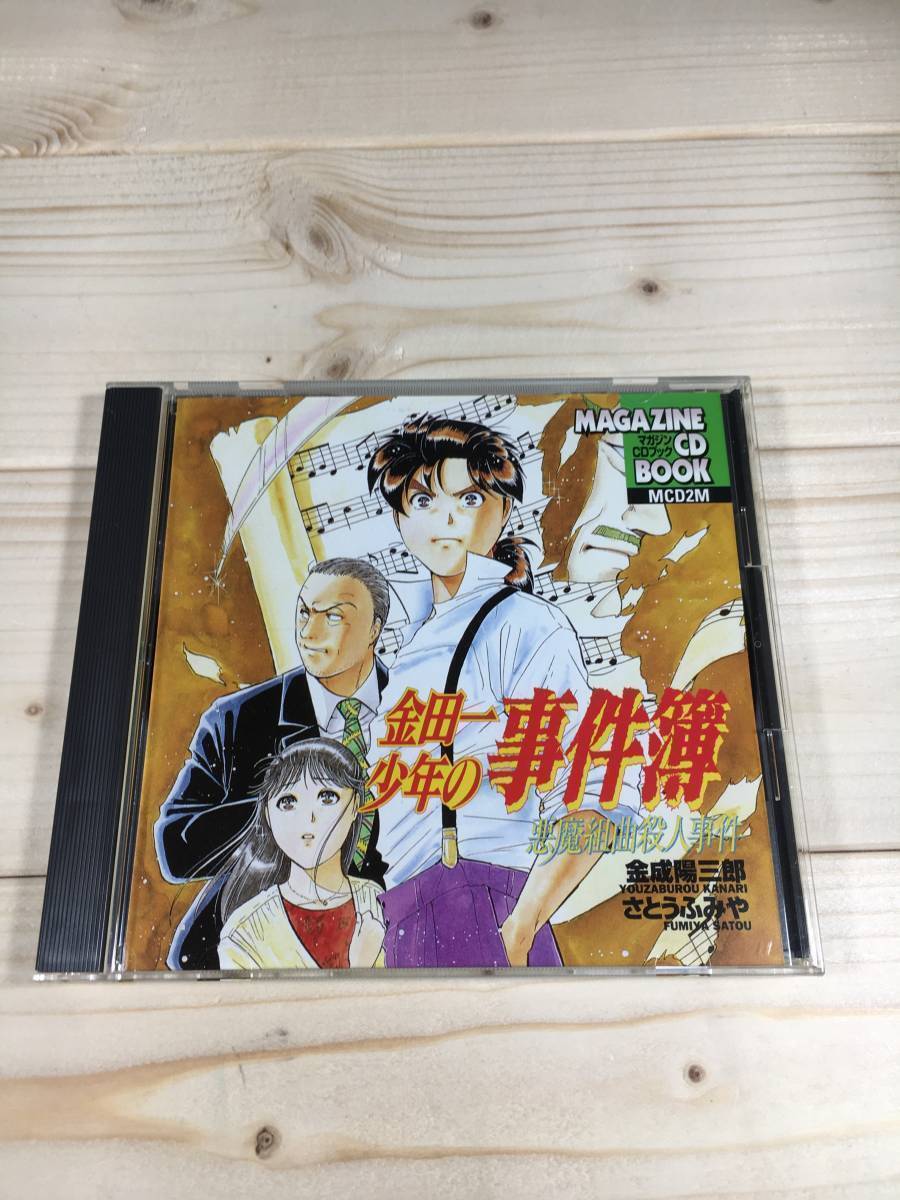 MAGAZINE
マガジン
CDブック
CD
BOOK
MCD2M
金田一
少年の
事件簿
悪魔組曲殺人事件
金成陽三郎
YOUZABUROU KANARI
さとうふみや
FUMIYA SATOU